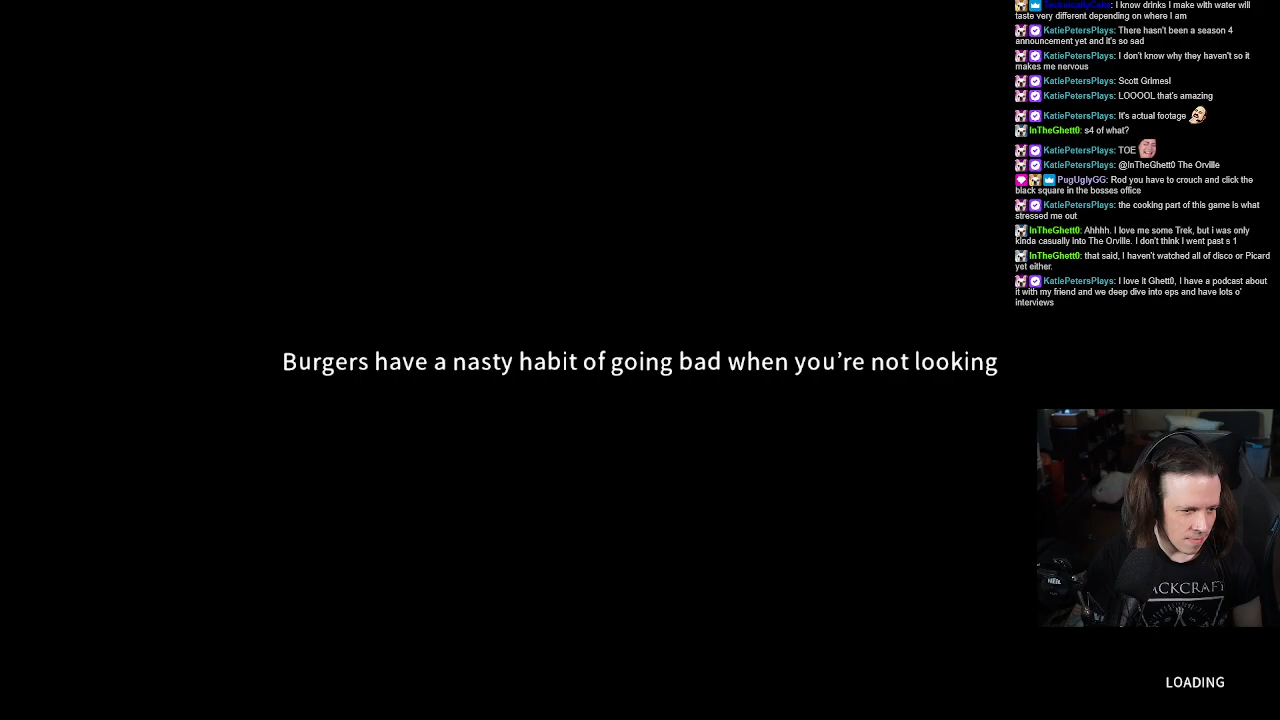 : I know drinks I make with water will
taste very different depending on where I am
KatiePetersPlays: There hasn't been a season 4
announcement yet and it's so sad
KatiePetersPlays: I don't know why they haven't so it
makes me nervous
KatiePetersPlays: Scott Grimes!
KatiePetersPlays: LOOOOL that's amazing
KatiePetersPlays: It's actual footage
InTheGhett0: s4 of what?
KatiePetersPlays: TOE
KatiePetersPlays: @InTheGhett0 The Orville
PugUglyGG: Rod you have to crouch and click the
black square in the bosses office
KatiePetersPlays: the cooking part of this game is what
stressed me out
InTheGhett0: Ahhhh. I love me some Trek, but i was only
kinda casually into The Orville. I don't think I went past s 1
InTheGhett0: that said, I haven't watched all of disco or Picard
yet either.
KatiePetersPlays: I love it Ghett0, I have a podcast about
it with my friend and we deep dive into eps and have lots o'
interviews
Burgers have a nasty habit of going bad when you're not looking
ACKCRAFT
LOADING